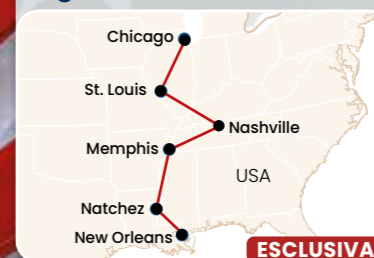 Chicago
St. Louis
Nashville
Memphis
USA
Natchez
New Orleans
ESCLUSIVA